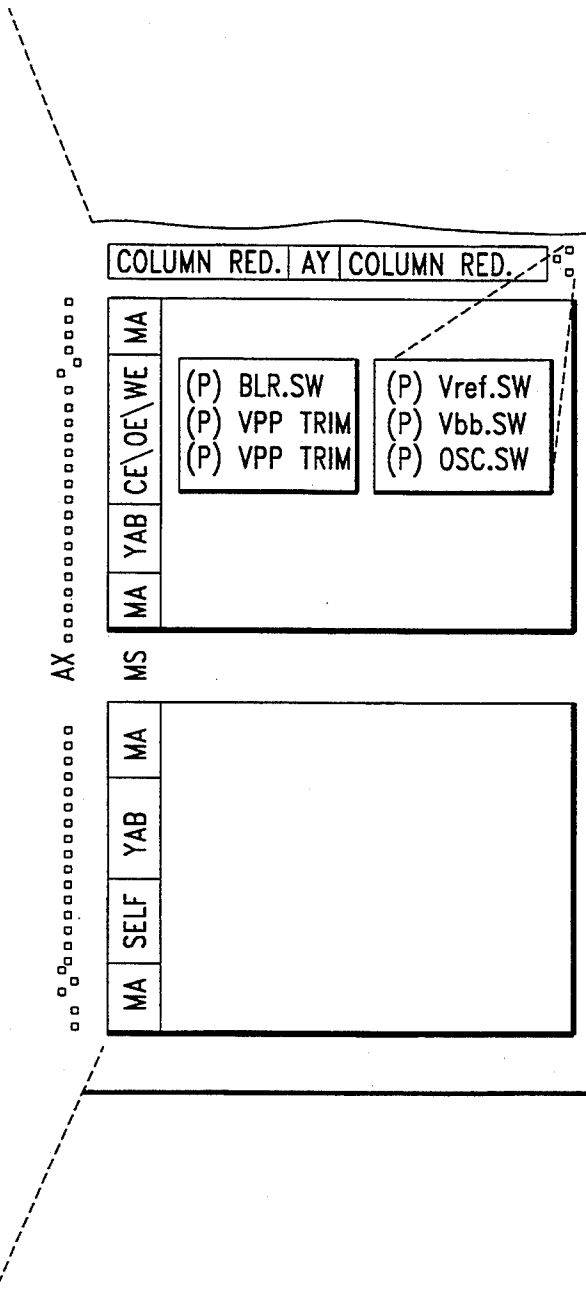 COLUMN RED. AY COLUMN RED.
MA
CE\OE\WE
YAB
MA
(P) BLR.SW
(P) VPP TRIM
(P) VPP TRIM
(P) Vref.SW
(P) Vbb.SW
(P) OSC.SW
AX
MS
MA
YAB
SELF
MA